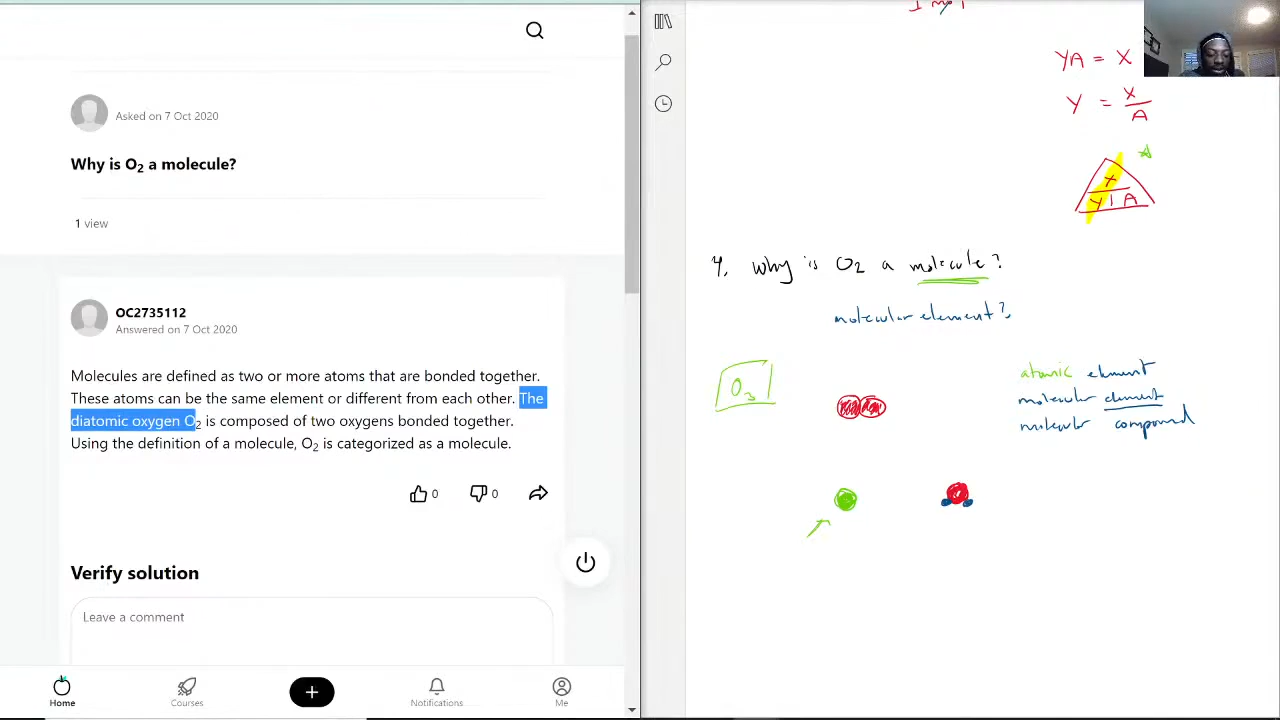 Asked on 7 Oct 2020
Why is O₂ a molecule?
1 view
OC2735112
Answered on 7 Oct 2020
Molecules are defined as two or more atoms that are bonded together.
These atoms can be the same element or different from each other. The
diatomic oxygen O₂ is composed of two oxygens bonded together.
Using the definition of a molecule, O₂ is categorized as a molecule.
0
0
Verify solution
Leave a comment
Home
Courses
Notifications
Me
YA = X
Y = X
A
X
Y A
4. Why is O₂ a molecule?
molecular element?
O₃
atomic element
molecular element
molecular compound